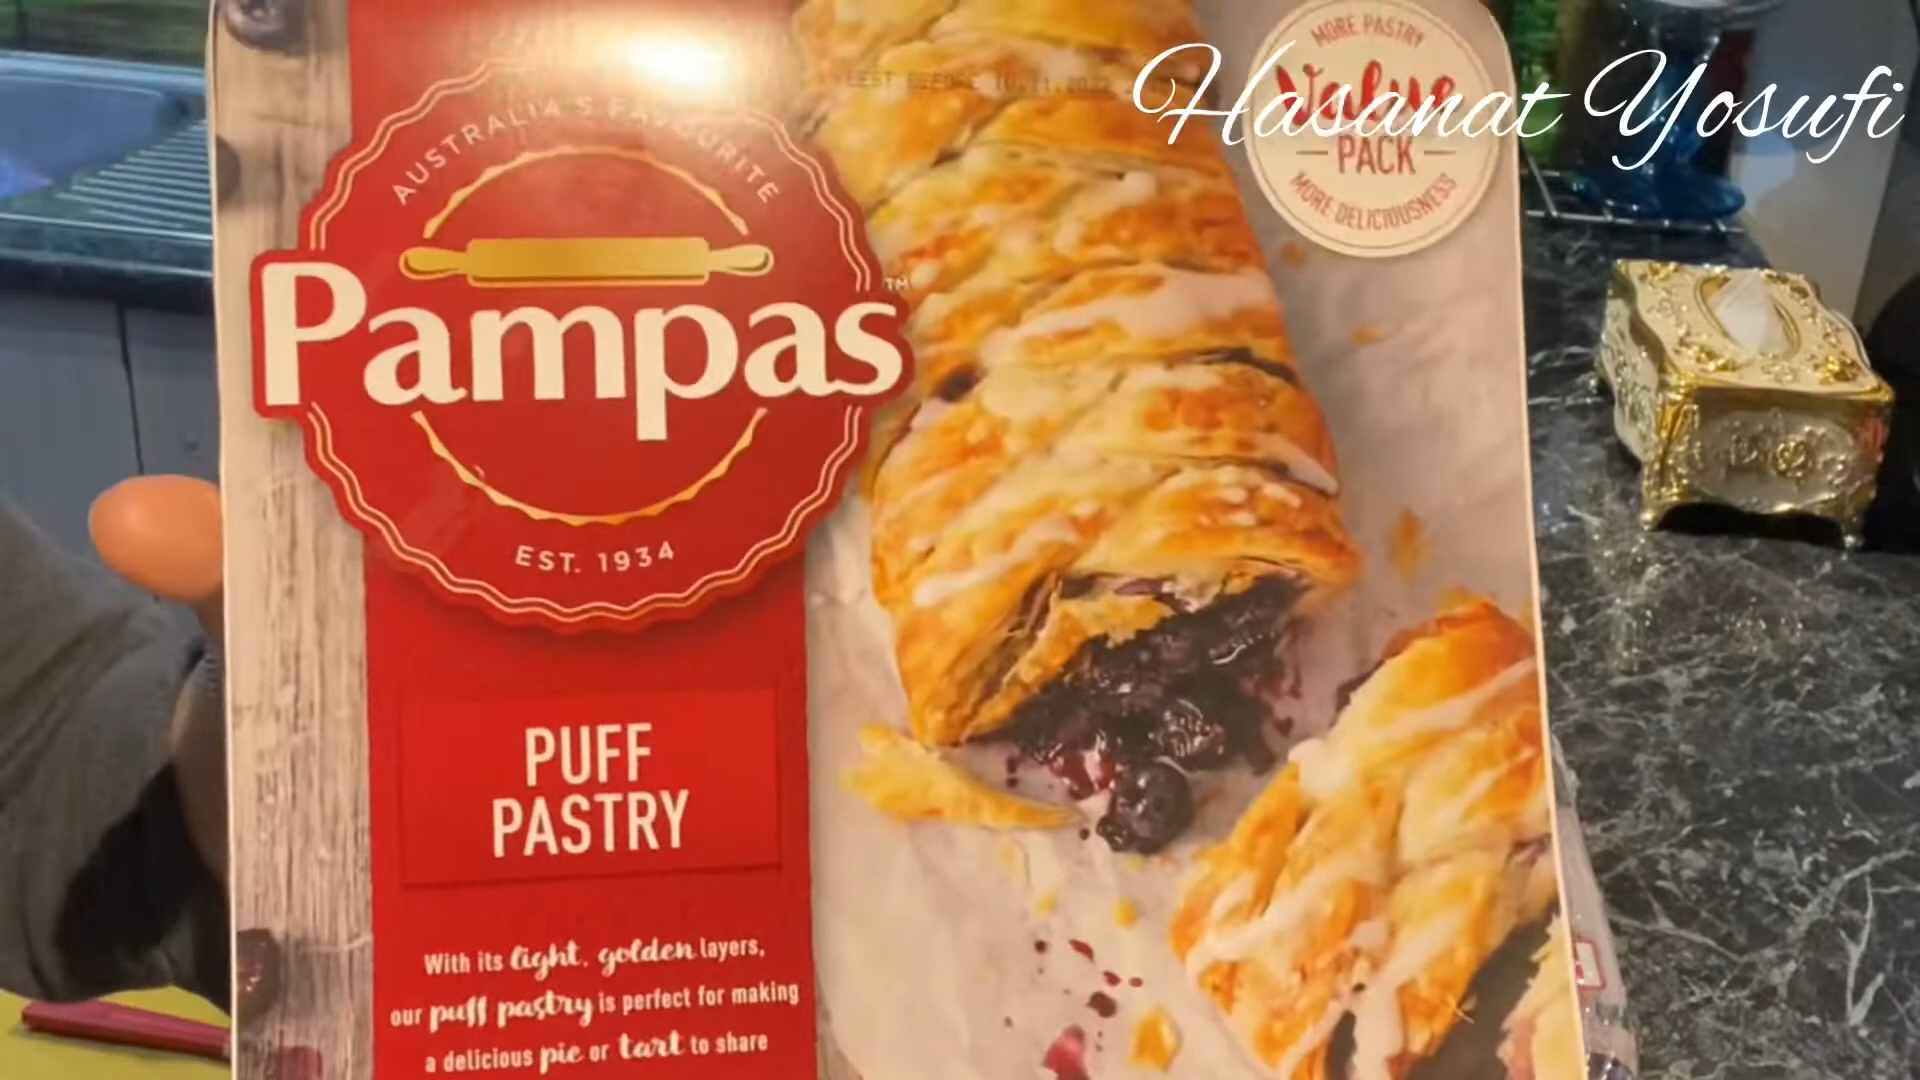 AUSTRALIA'S FAVOURITE
Pampas™
EST. 1934
PUFF
PASTRY
With its light, golden layers,
our puff pastry is perfect for making
a delicious pie or tart to share
MORE PASTRY
Value
PACK
MORE DELICIOUSNESS
Hasanat Yosufi